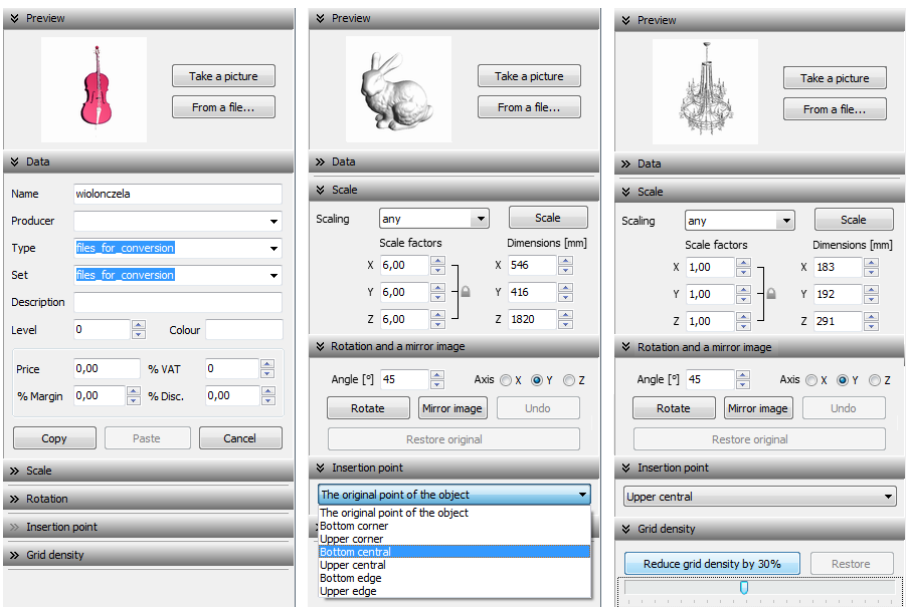 Preview
Take a picture
From a file...
Data
Name wiolonczela
Producer
Type files_for_conversion
Set files_for_conversion
Description
Level 0 Colour
Price 0,00 % VAT 0
% Margin 0,00 % Disc. 0,00
Copy Paste Cancel
Scale
Rotation
Insertion point
Grid density
Preview
Take a picture
From a file...
Data
Scale
Scaling any Scale
Scale factors Dimensions [mm]
X 6,00 X 546
Y 6,00 Y 416
Z 6,00 Z 1820
Rotation and a mirror image
Angle [º] 45 Axis X Y Z
Rotate Mirror image Undo
Restore original
Insertion point
The original point of the object
The original point of the object
Bottom corner
Upper corner
Bottom central
Upper central
Bottom edge
Upper edge
Preview
Take a picture
From a file...
Data
Scale
Scaling any Scale
Scale factors Dimensions [mm]
X 1,00 X 183
Y 1,00 Y 192
Z 1,00 Z 291
Rotation and a mirror image
Angle [º] 45 Axis X Y Z
Rotate Mirror image Undo
Restore original
Insertion point
Upper central
Grid density
Reduce grid density by 30% Restore